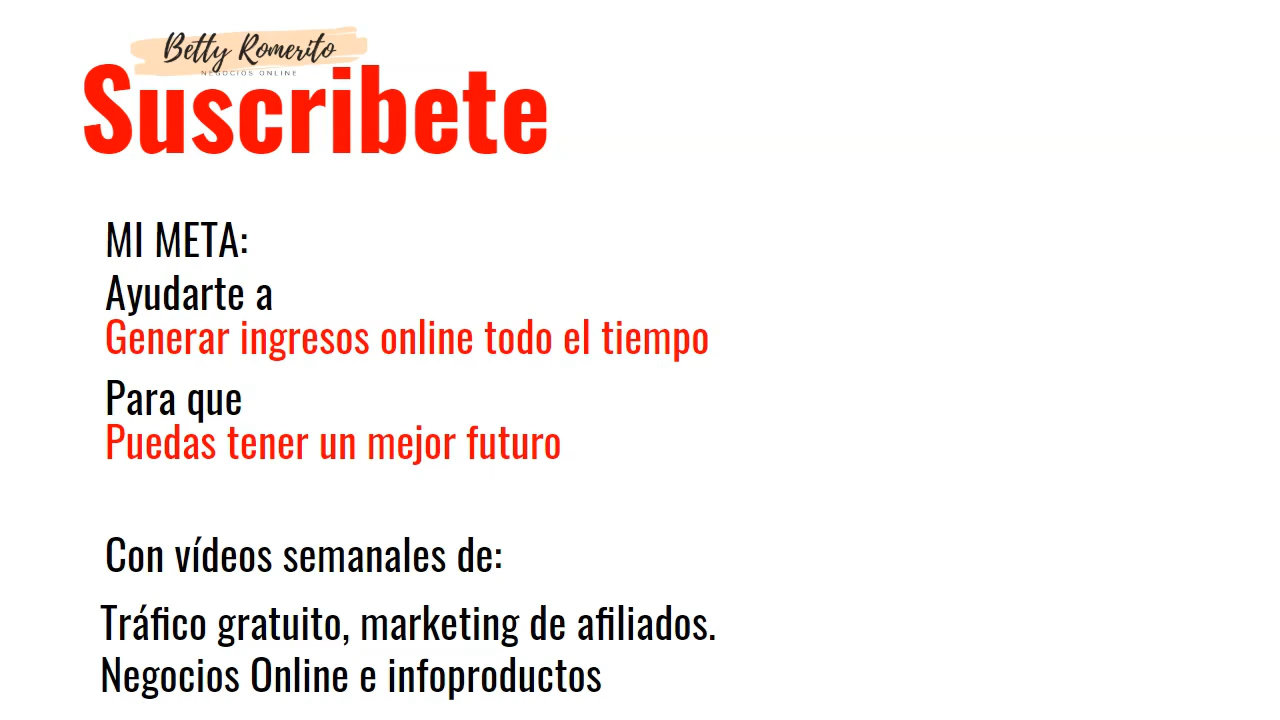 Betty Romerito
NEGOCIOS ONLINE
Suscribete
MI META:
Ayudarte a
Generar ingresos online todo el tiempo
Para que
Puedas tener un mejor futuro
Con vídeos semanales de:
Tráfico gratuito, marketing de afiliados.
Negocios Online e infoproductos